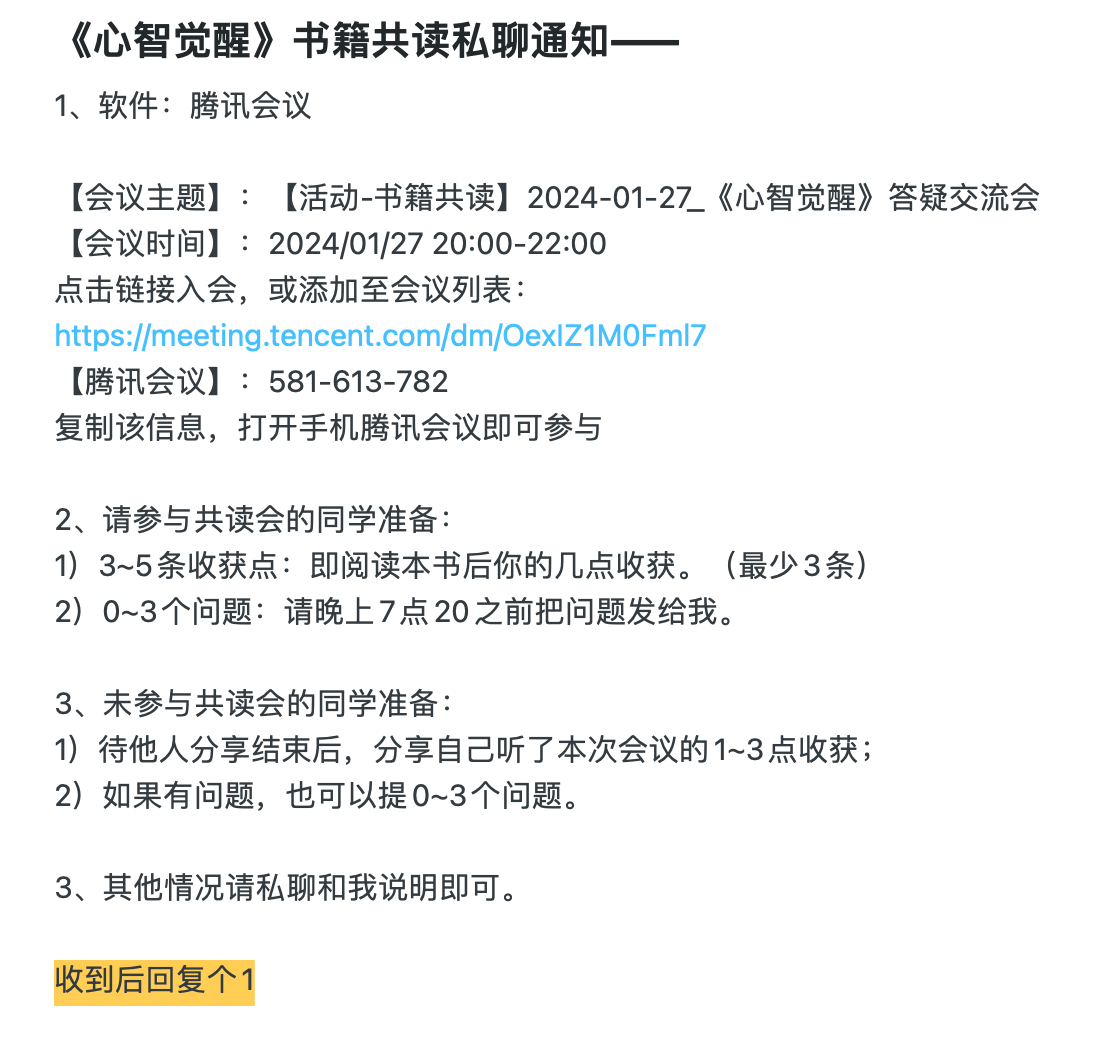 《心智觉醒》书籍共读私聊通知——
1、软件：腾讯会议
【会议主题】：【活动-书籍共读】2024-01-27_《心智觉醒》答疑交流会
【会议时间】：2024/01/27 20:00-22:00
点击链接入会，或添加至会议列表：
https://meeting.tencent.com/dm/OexIZ1M0Fml7
【腾讯会议】：581-613-782
复制该信息，打开手机腾讯会议即可参与
2、请参与共读会的同学准备：
1）3~5条收获点：即阅读本书后你的几点收获。（最少3条）
2）0~3个问题：请晚上7点20之前把问题发给我。
3、未参与共读会的同学准备：
1）待他人分享结束后，分享自己听了本次会议的1~3点收获；
2）如果有问题，也可以提0~3个问题。
3、其他情况请私聊和我说明即可。
收到后回复个1